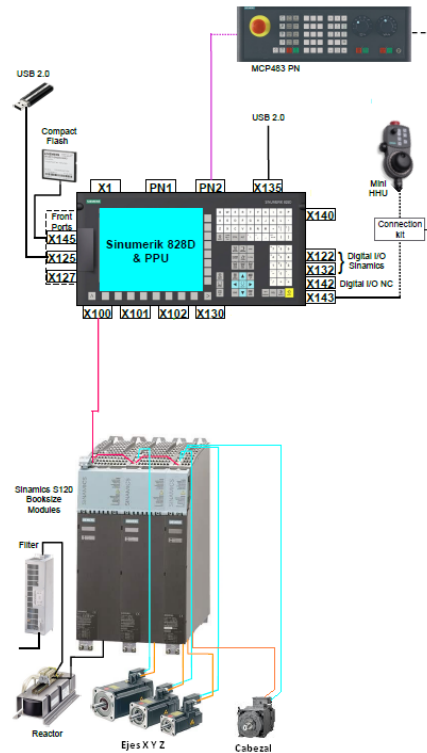 MCP483 PN
USB 2.0
Compact
Flash
USB 2.0
Mini
HHU
X1
PN1
PN2
X135
X140
Connection
kit
Front
Ports
X145
X125
X127
Sinumerik 828D
& PPU
X122
X132
Digital I/O
Sinamics
X142
Digital I/O NC
X143
X100
X101
X102
X130
Sinamics S120
Booksize
Modules
Filter
Reactor
Ejes X Y Z
Cabezal